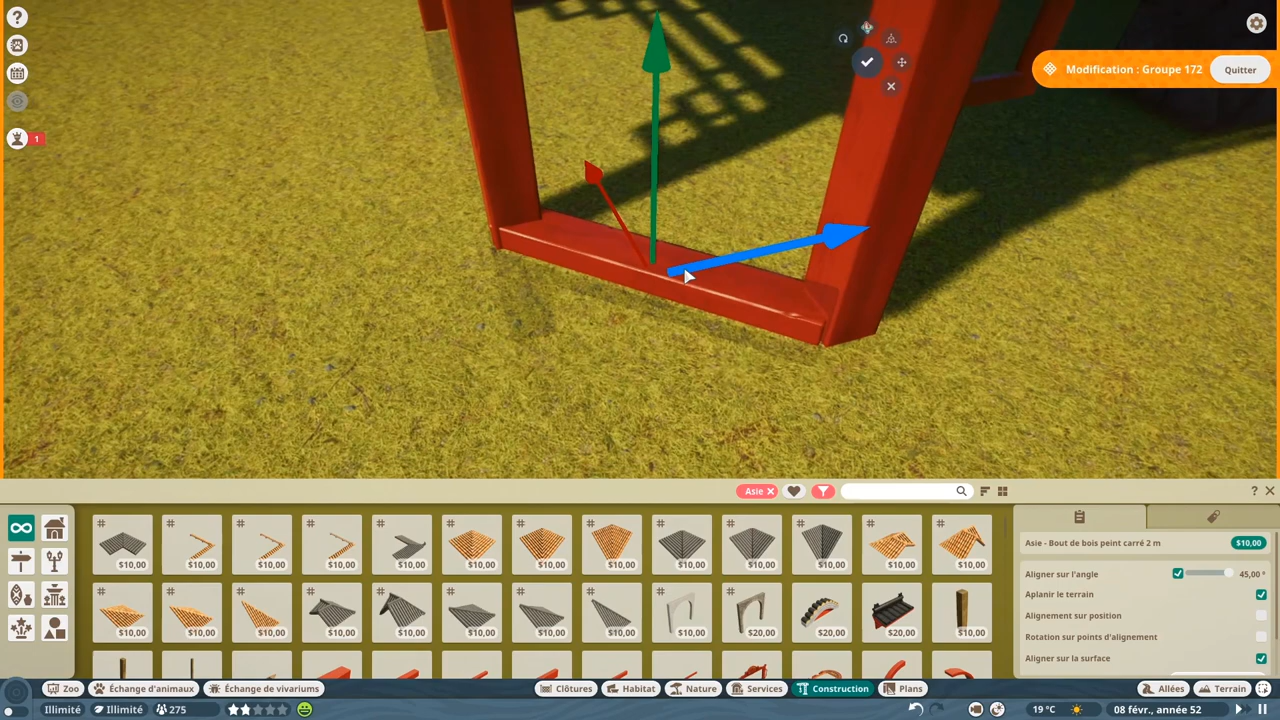 ?
Modification : Groupe 172
Quitter
1
Asie ×
?
$10,00 $10,00 $10,00 $10,00 $10,00 $10,00 $10,00 $10,00 $10,00 $10,00 $10,00 $10,00 $10,00
$10,00 $10,00 $10,00 $10,00 $10,00 $10,00 $10,00 $10,00 $10,00 $20,00 $20,00 $20,00 $10,00
Asie - Bout de bois peint carré 2 m $10,00
Aligner sur l'angle 45,00 °
Aplanir le terrain
Alignement sur position
Rotation sur points d'alignement
Aligner sur la surface
Zoo Échange d'animaux Échange de vivariums Clôtures Habitat Nature Services Construction Plans Allées Terrain
Illimité Illimité 275 19 °C 08 févr., année 52